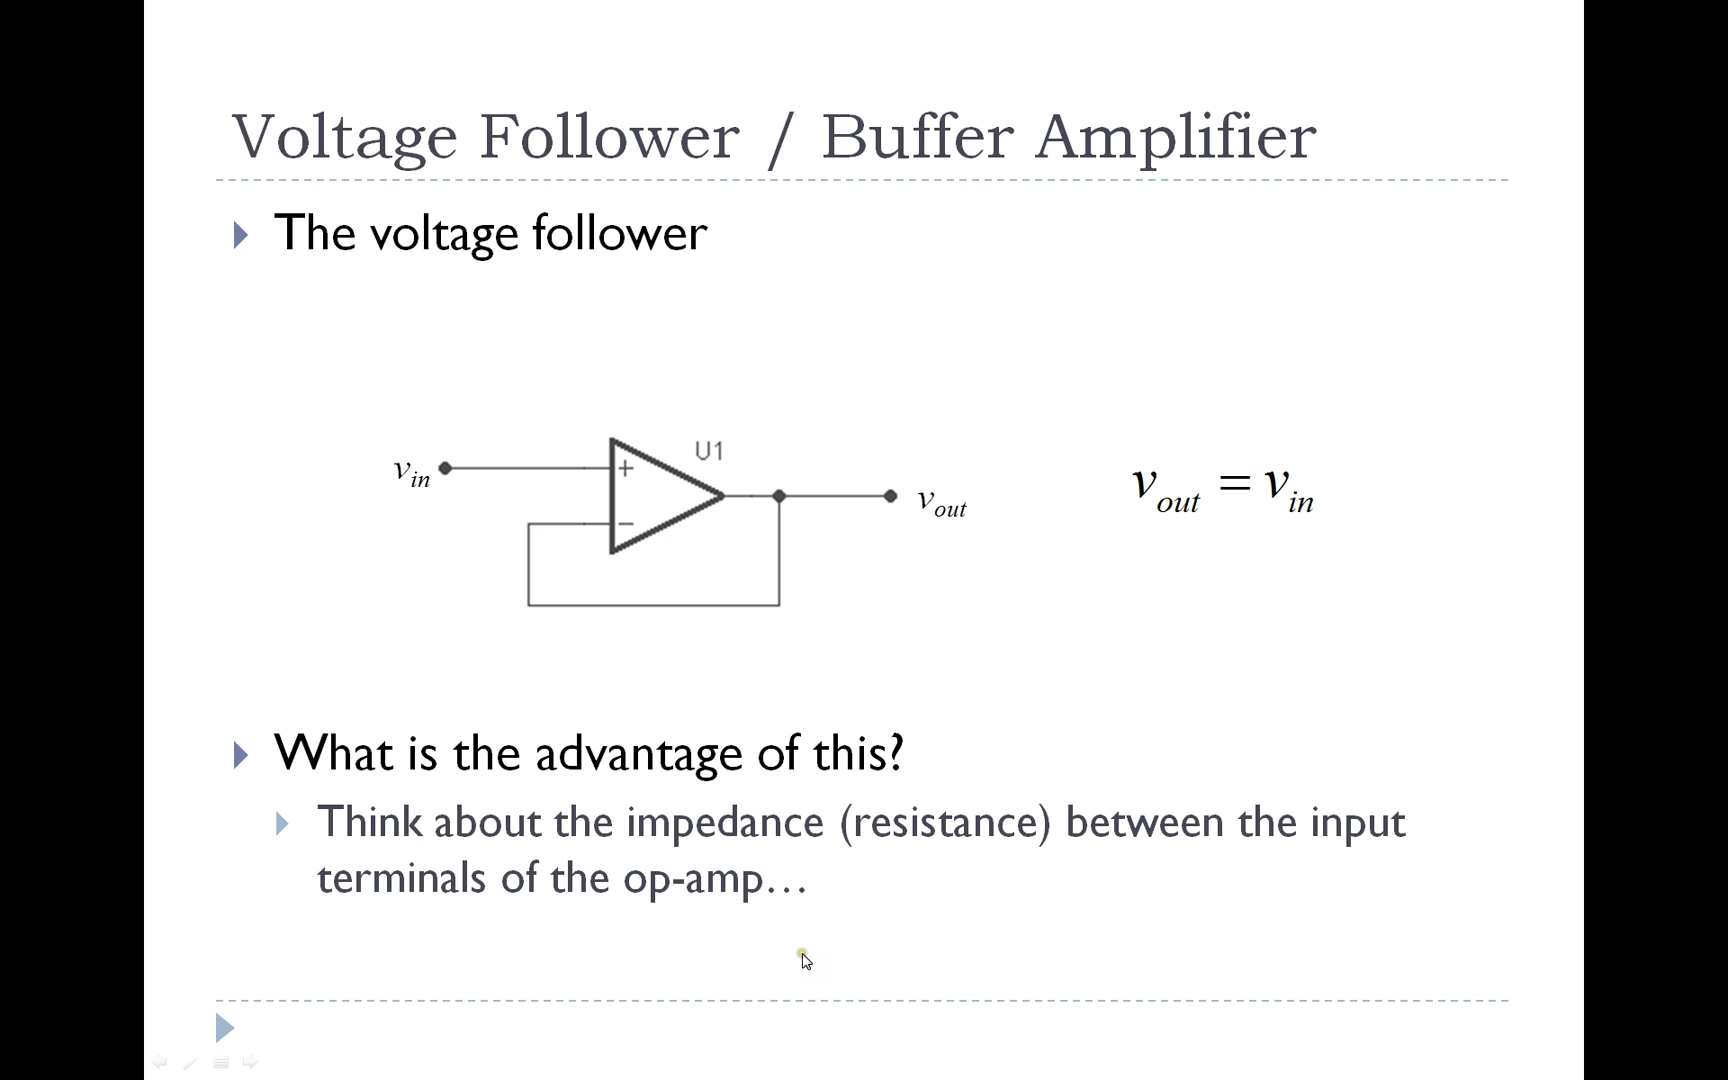 Voltage Follower / Buffer Amplifier
The voltage follower
U1
v_in
+
−
v_out
v_out = v_in
What is the advantage of this?
Think about the impedance (resistance) between the input
terminals of the op-amp…